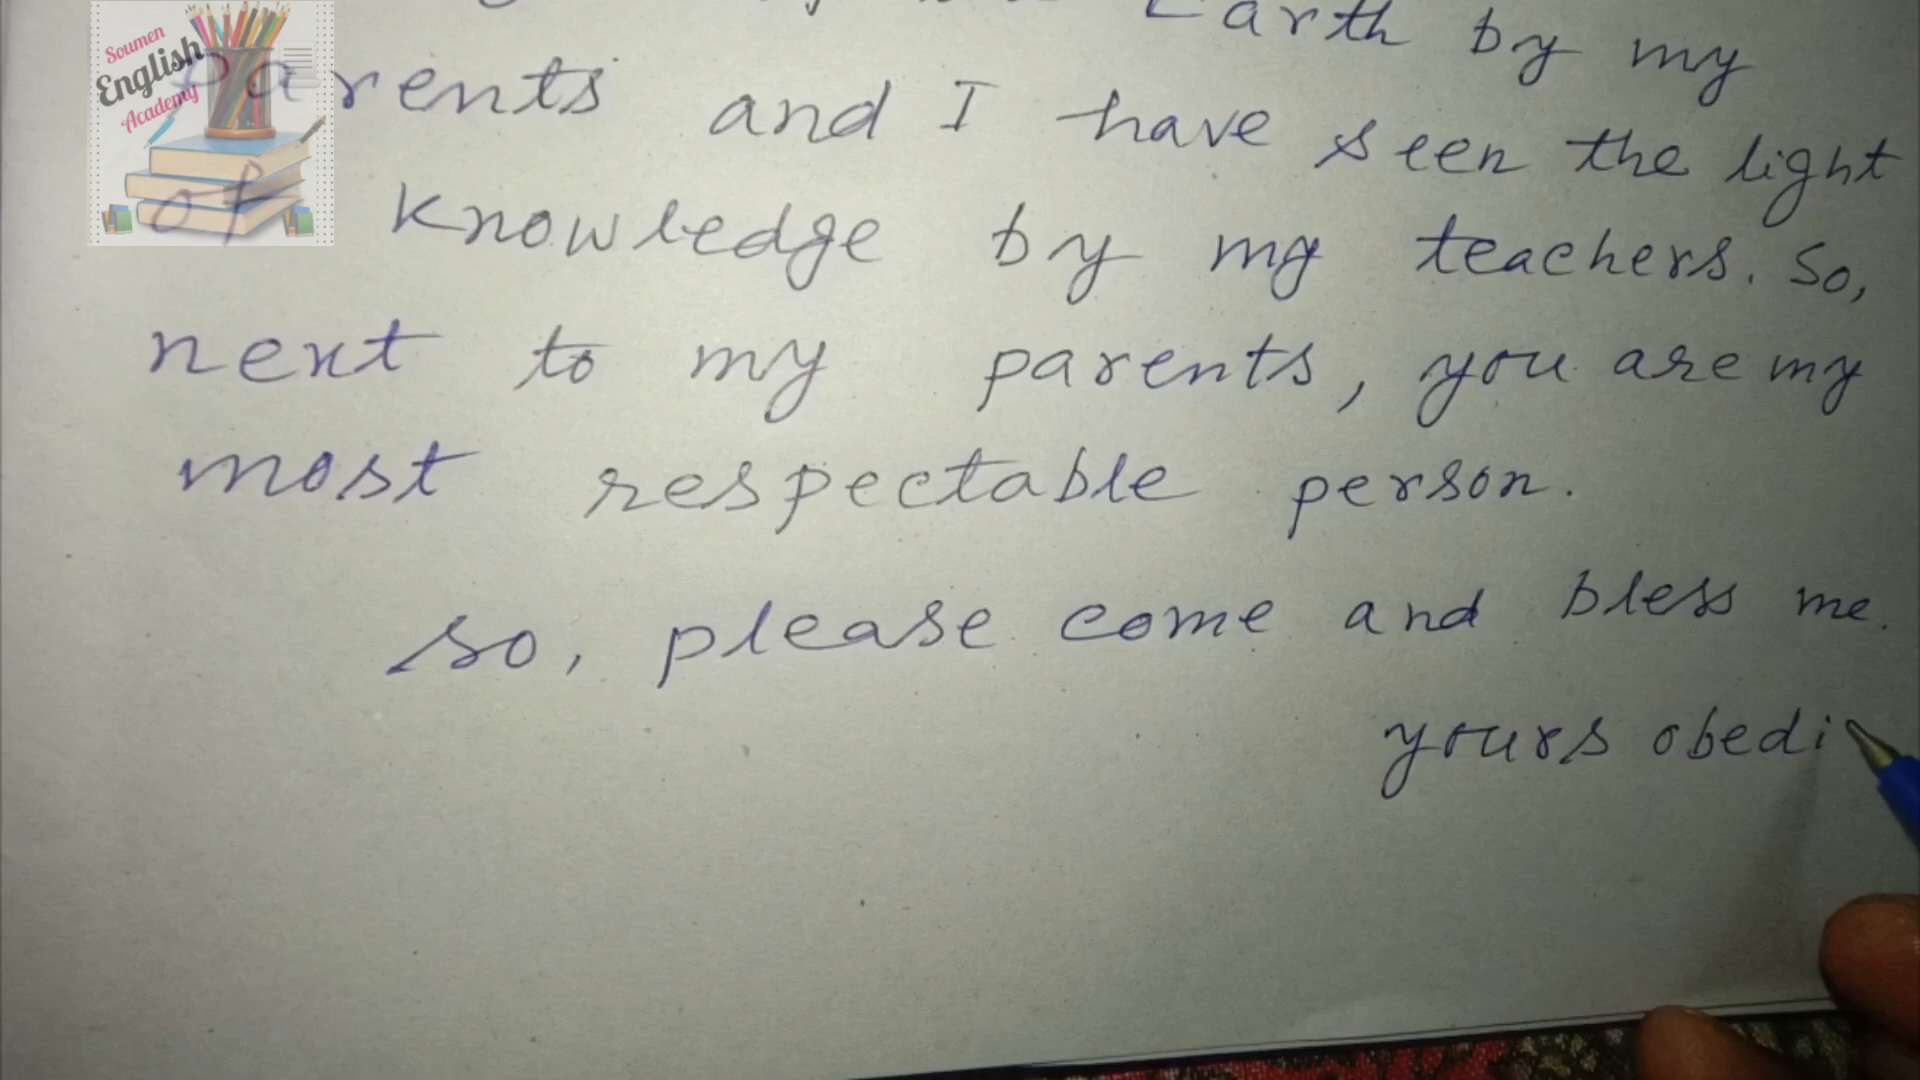 Soumen
English
Academy
Earth by my
Parents and I have seen the light
of Knowledge by my teachers. So,
next to my parents, you are my
most respectable person.
So, please come and bless me.
yours obedi